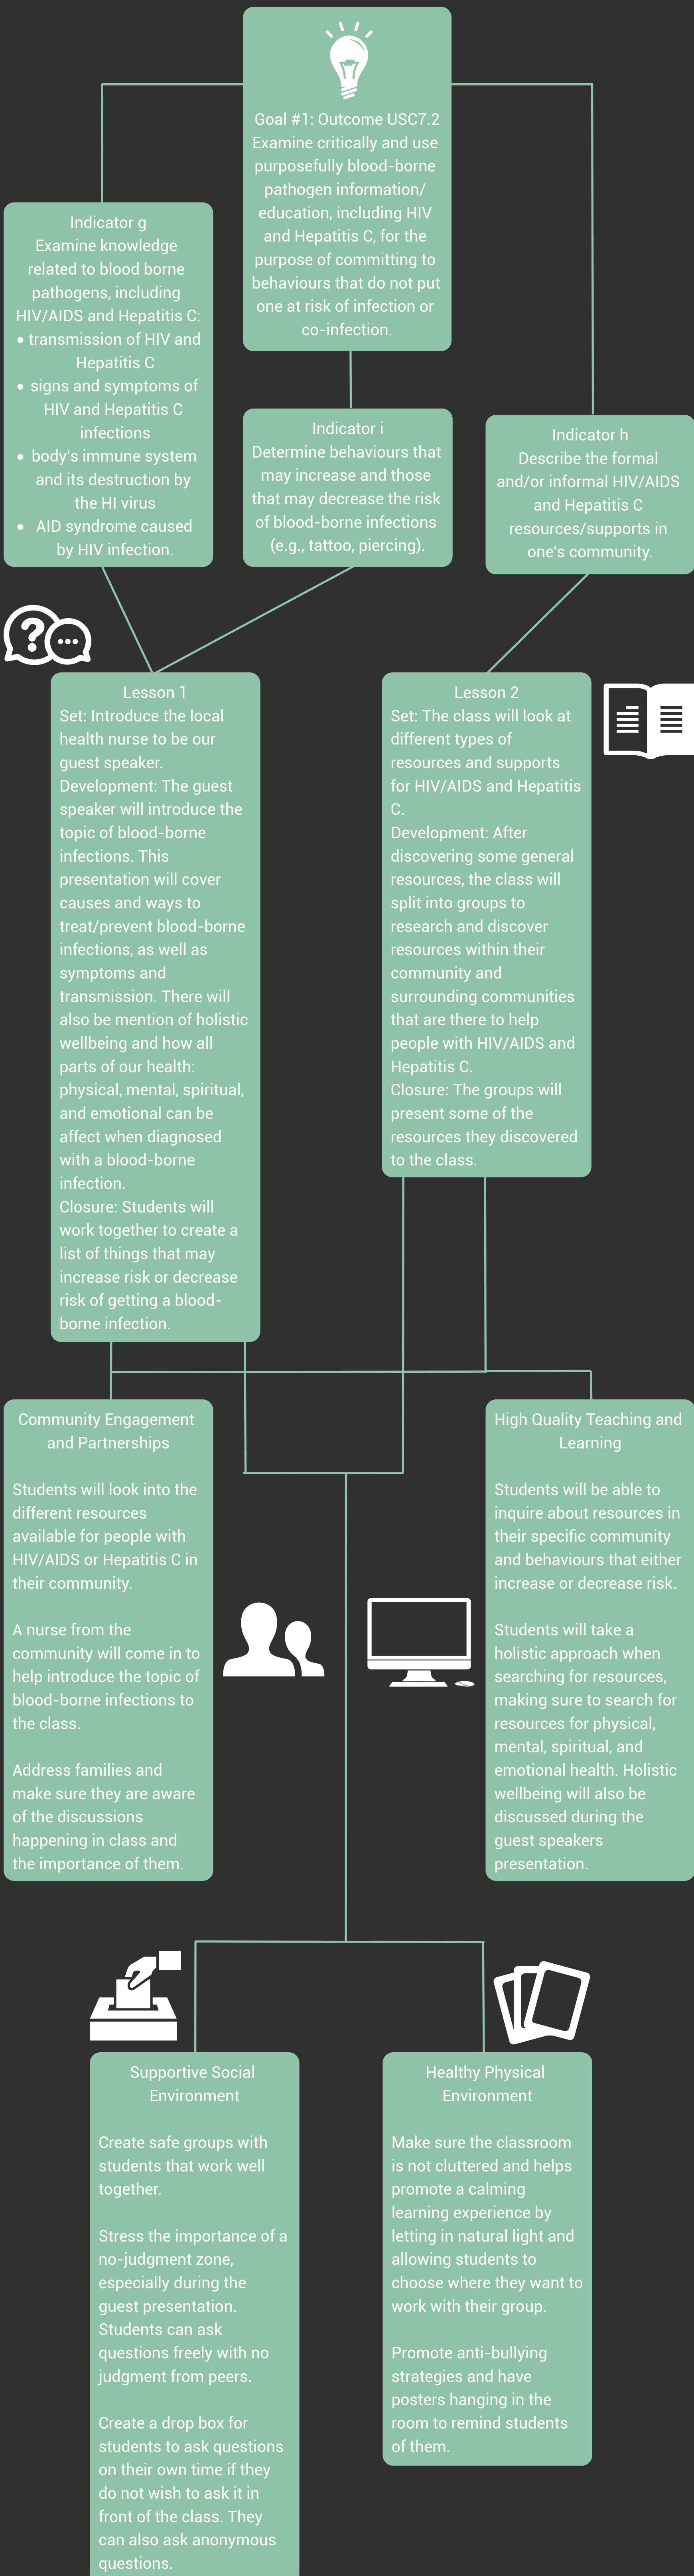 Goal #1: Outcome USC7.2
Examine critically and use
purposefully blood-borne
pathogen information/
education, including HIV
and Hepatitis C, for the
purpose of committing to
behaviours that do not put
one at risk of infection or
co-infection.
Indicator g
Examine knowledge
related to blood borne
pathogens, including
HIV/AIDS and Hepatitis C:
• transmission of HIV and
Hepatitis C
• signs and symptoms of
HIV and Hepatitis C
infections
• body's immune system
and its destruction by
the HI virus
• AID syndrome caused
by HIV infection.
Indicator i
Determine behaviours that
may increase and those
that may decrease the risk
of blood-borne infections
(e.g., tattoo, piercing).
Indicator h
Describe the formal
and/or informal HIV/AIDS
and Hepatitis C
resources/supports in
one's community.
?
Lesson 1
Set: Introduce the local
health nurse to be our
guest speaker.
Development: The guest
speaker will introduce the
topic of blood-borne
infections. This
presentation will cover
causes and ways to
treat/prevent blood-borne
infections, as well as
symptoms and
transmission. There will
also be mention of holistic
wellbeing and how all
parts of our health:
physical, mental, spiritual,
and emotional can be
affect when diagnosed
with a blood-borne
infection.
Closure: Students will
work together to create a
list of things that may
increase risk or decrease
risk of getting a blood-
borne infection.
Lesson 2
Set: The class will look at
different types of
resources and supports
for HIV/AIDS and Hepatitis
C.
Development: After
discovering some general
resources, the class will
split into groups to
research and discover
resources within their
community and
surrounding communities
that are there to help
people with HIV/AIDS and
Hepatitis C.
Closure: The groups will
present some of the
resources they discovered
to the class.
Community Engagement
and Partnerships
Students will look into the
different resources
available for people with
HIV/AIDS or Hepatitis C in
their community.
A nurse from the
community will come in to
help introduce the topic of
blood-borne infections to
the class.
Address families and
make sure they are aware
of the discussions
happening in class and
the importance of them.
High Quality Teaching and
Learning
Students will be able to
inquire about resources in
their specific community
and behaviours that either
increase or decrease risk.
Students will take a
holistic approach when
searching for resources,
making sure to search for
resources for physical,
mental, spiritual, and
emotional health. Holistic
wellbeing will also be
discussed during the
guest speakers
presentation.
Supportive Social
Environment
Create safe groups with
students that work well
together.
Stress the importance of a
no-judgment zone,
especially during the
guest presentation.
Students can ask
questions freely with no
judgment from peers.
Create a drop box for
students to ask questions
on their own time if they
do not wish to ask it in
front of the class. They
can also ask anonymous
questions.
Healthy Physical
Environment
Make sure the classroom
is not cluttered and helps
promote a calming
learning experience by
letting in natural light and
allowing students to
choose where they want to
work with their group.
Promote anti-bullying
strategies and have
posters hanging in the
room to remind students
of them.